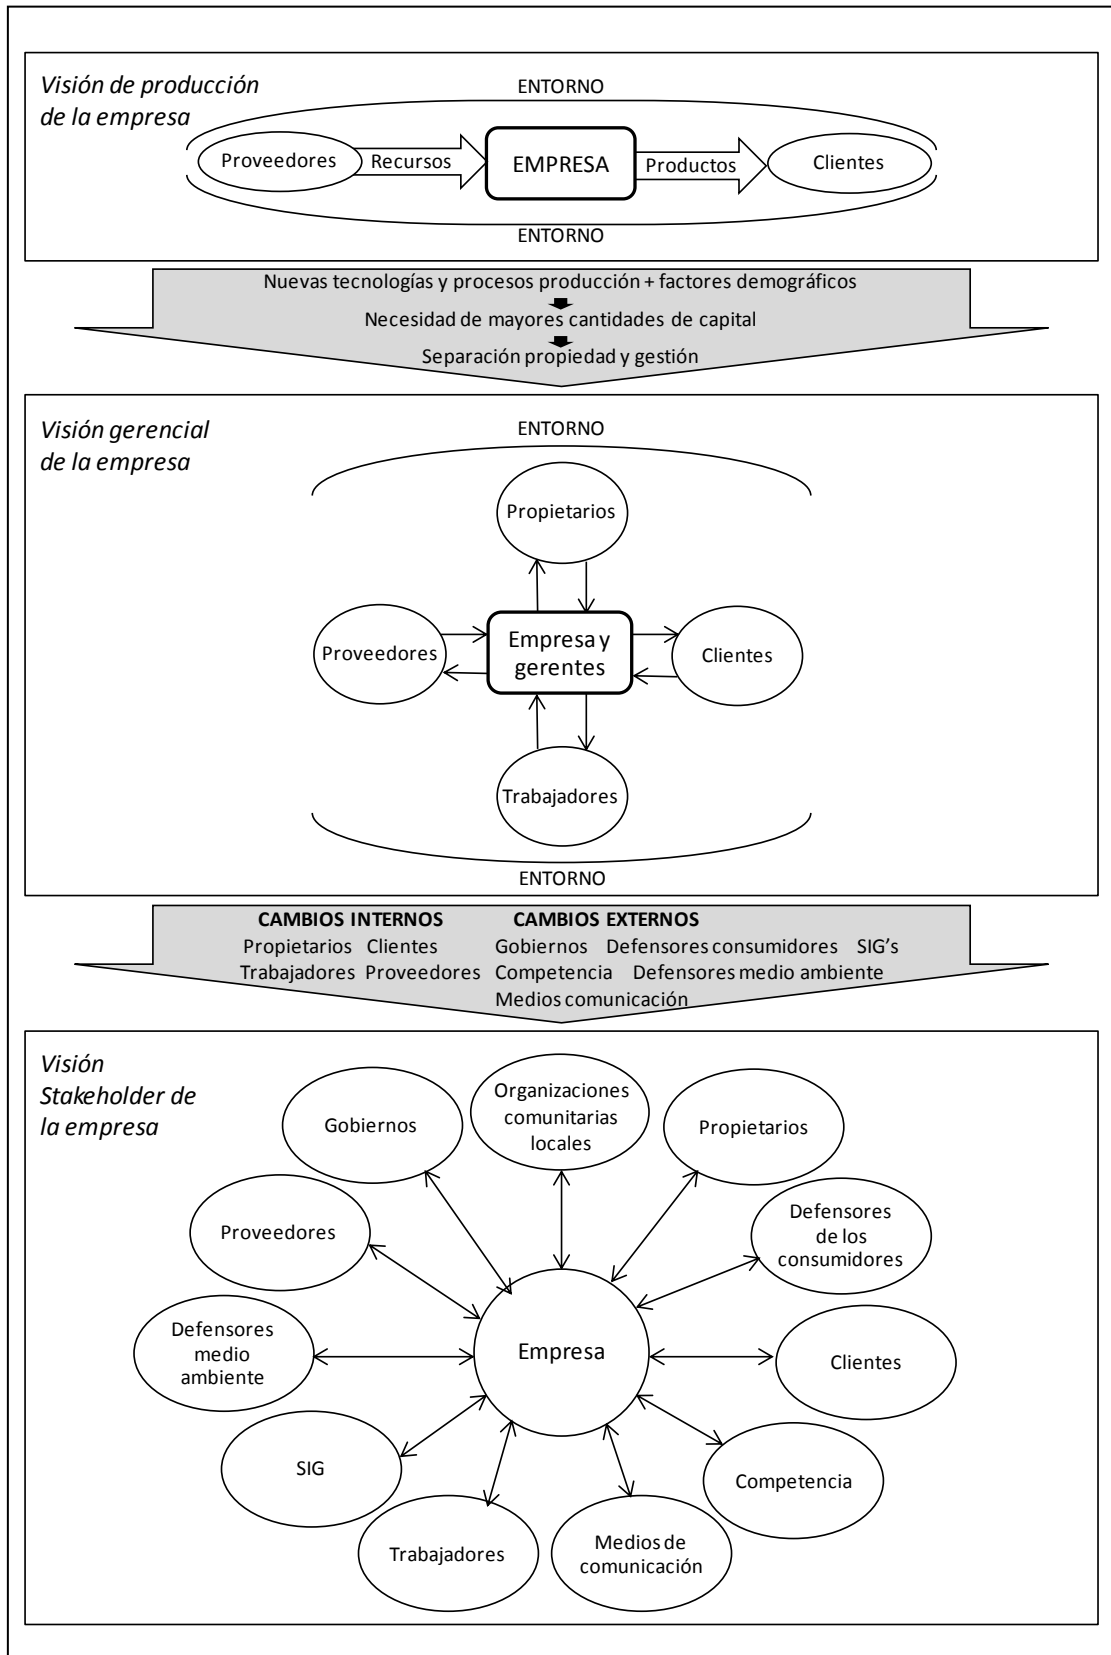 Visión de producción
de la empresa
ENTORNO
Proveedores
Recursos
EMPRESA
Productos
Clientes
ENTORNO
Nuevas tecnologías y procesos producción + factores demográficos
Necesidad de mayores cantidades de capital
Separación propiedad y gestión
Visión gerencial
de la empresa
ENTORNO
Propietarios
Proveedores
Empresa y
gerentes
Clientes
Trabajadores
ENTORNO
CAMBIOS INTERNOS CAMBIOS EXTERNOS
Propietarios Clientes Gobiernos Defensores consumidores SIG's
Trabajadores Proveedores Competencia Defensores medio ambiente
Medios comunicación
Visión
Stakeholder de
la empresa
Gobiernos
Organizaciones
comunitarias
locales
Propietarios
Proveedores
Defensores
de los
consumidores
Defensores
medio
ambiente
Empresa
Clientes
SIG
Competencia
Trabajadores
Medios de
comunicación